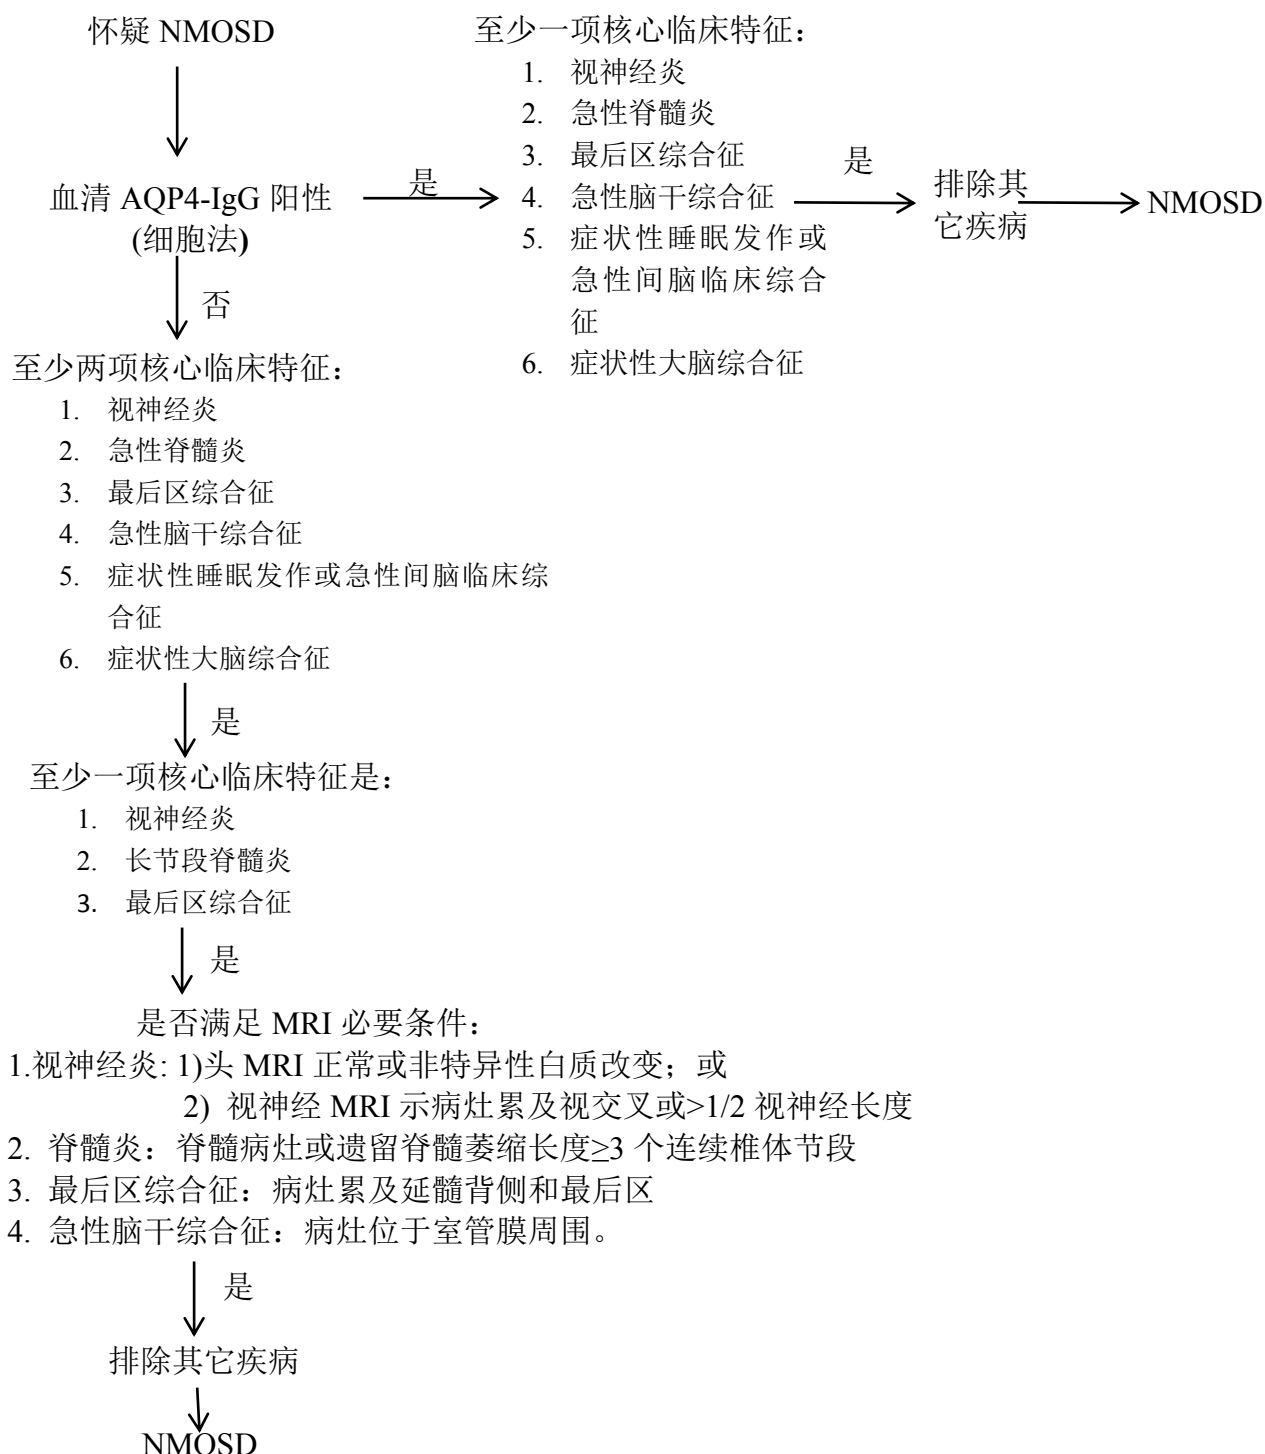 怀疑 NMOSD
血清 AQP4-IgG 阳性
(细胞法)
是
至少一项核心临床特征：
1. 视神经炎
2. 急性脊髓炎
3. 最后区综合征
4. 急性脑干综合征
5. 症状性睡眠发作或
急性间脑临床综合
征
6. 症状性大脑综合征
是
排除其
它疾病
NMOSD
否
至少两项核心临床特征：
1. 视神经炎
2. 急性脊髓炎
3. 最后区综合征
4. 急性脑干综合征
5. 症状性睡眠发作或急性间脑临床综
合征
6. 症状性大脑综合征
是
至少一项核心临床特征是：
1. 视神经炎
2. 长节段脊髓炎
3. 最后区综合征
是
是否满足 MRI 必要条件：
1.视神经炎: 1)头 MRI 正常或非特异性白质改变；或
2) 视神经 MRI 示病灶累及视交叉或>1/2 视神经长度
2. 脊髓炎：脊髓病灶或遗留脊髓萎缩长度≥3 个连续椎体节段
3. 最后区综合征：病灶累及延髓背侧和最后区
4. 急性脑干综合征：病灶位于室管膜周围。
是
排除其它疾病
NMOSD